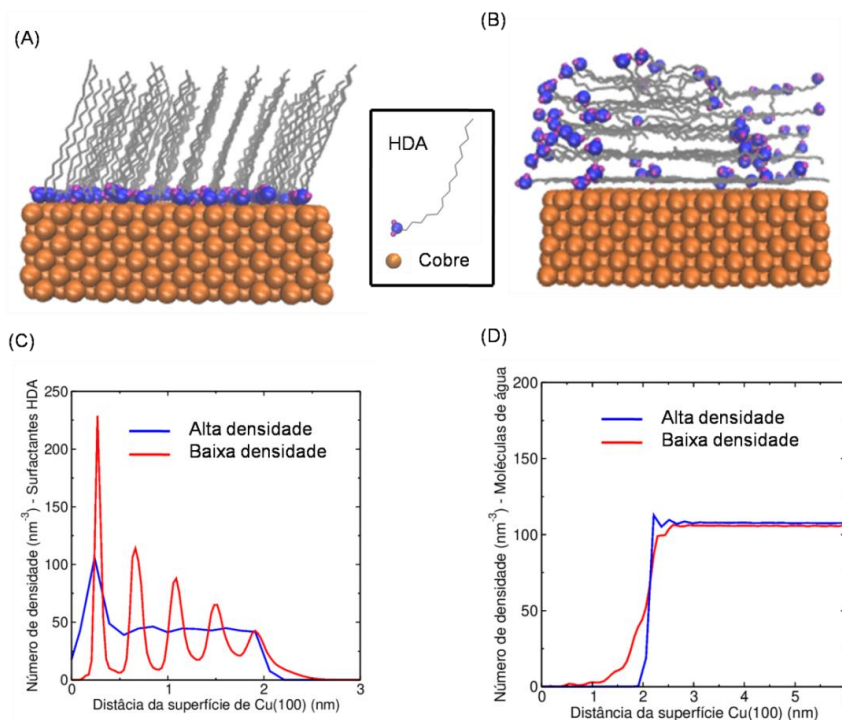 (A)
(B)
HDA
Cobre
(C)
(D)
Número de densidade (nm⁻³) - Surfactantes HDA
250
200
150
100
50
0
Alta densidade
Baixa densidade
0
1
2
3
Distâcia da superfície de Cu(100) (nm)
Número de densidade (nm⁻³) - Moléculas de água
200
150
100
50
0
Alta densidade
Baixa densidade
0
1
2
3
4
5
Distância da superfície Cu(100) (nm)